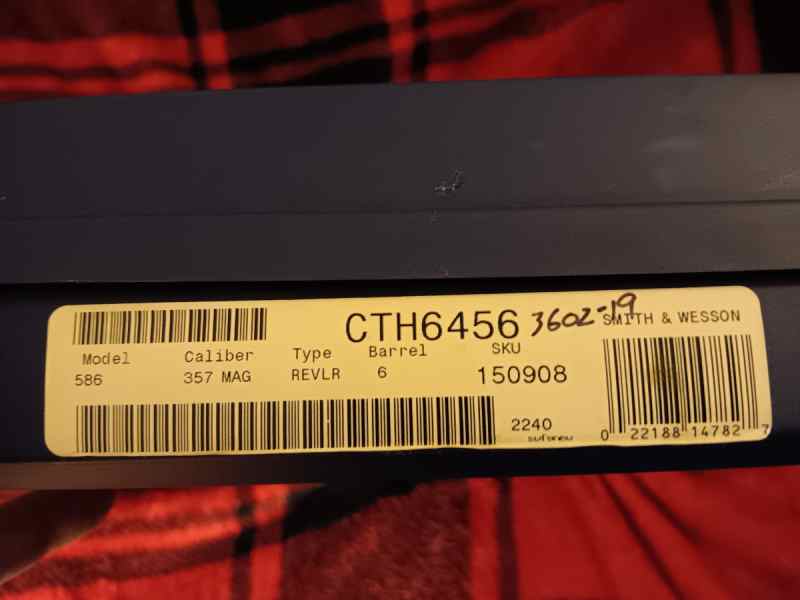 CTH6456 3602-19 SMITH & WESSON
Model Caliber Type Barrel SKU
586 357 MAG REVLR 6 150908
2240
0 22188 14782 7